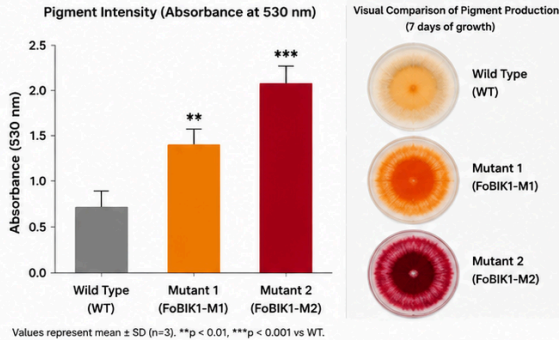 Pigment Intensity (Absorbance at 530 nm)
Absorbance (530 nm)
2.5
2.0
1.5
1.0
0.5
0.0
**
***
Wild Type
(WT)
Mutant 1
(FoBIK1-M1)
Mutant 2
(FoBIK1-M2)
Values represent mean ± SD (n=3). **p < 0.01, ***p < 0.001 vs WT.
Visual Comparison of Pigment Production
(7 days of growth)
Wild Type
(WT)
Mutant 1
(FoBIK1-M1)
Mutant 2
(FoBIK1-M2)